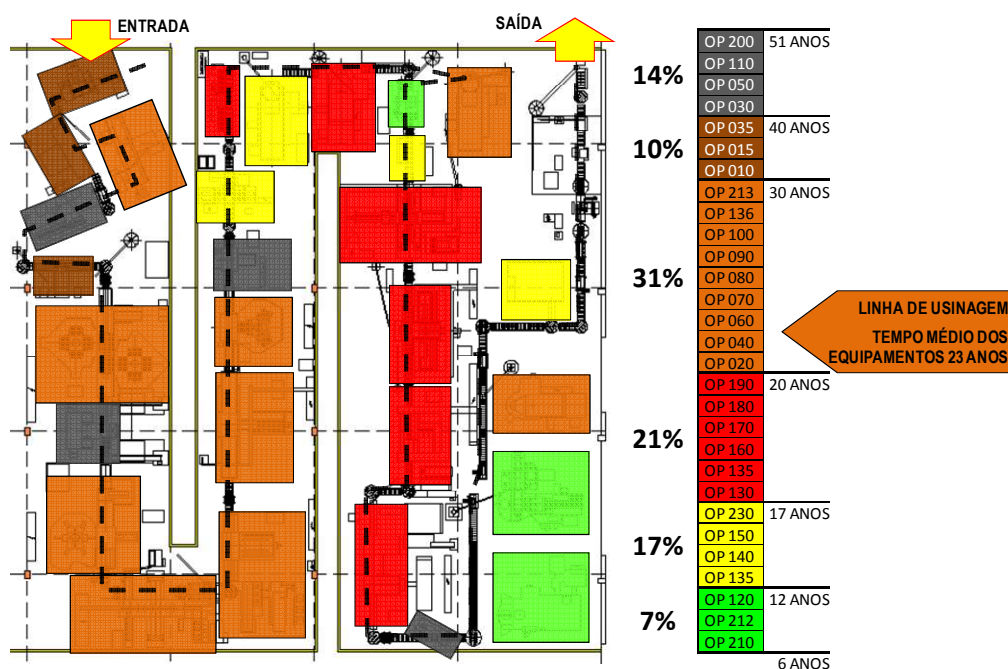 ENTRADA
SAÍDA
14%
10%
31%
21%
17%
7%
OP 200 51 ANOS
OP 110
OP 050
OP 030
OP 035 40 ANOS
OP 015
OP 010
OP 213 30 ANOS
OP 136
OP 100
OP 090
OP 080
OP 070
OP 060
OP 040
OP 020
OP 190 20 ANOS
OP 180
OP 170
OP 160
OP 135
OP 130
OP 230 17 ANOS
OP 150
OP 140
OP 135
OP 120 12 ANOS
OP 212
OP 210
6 ANOS
LINHA DE USINAGEM
TEMPO MÉDIO DOS
EQUIPAMENTOS 23 ANOS